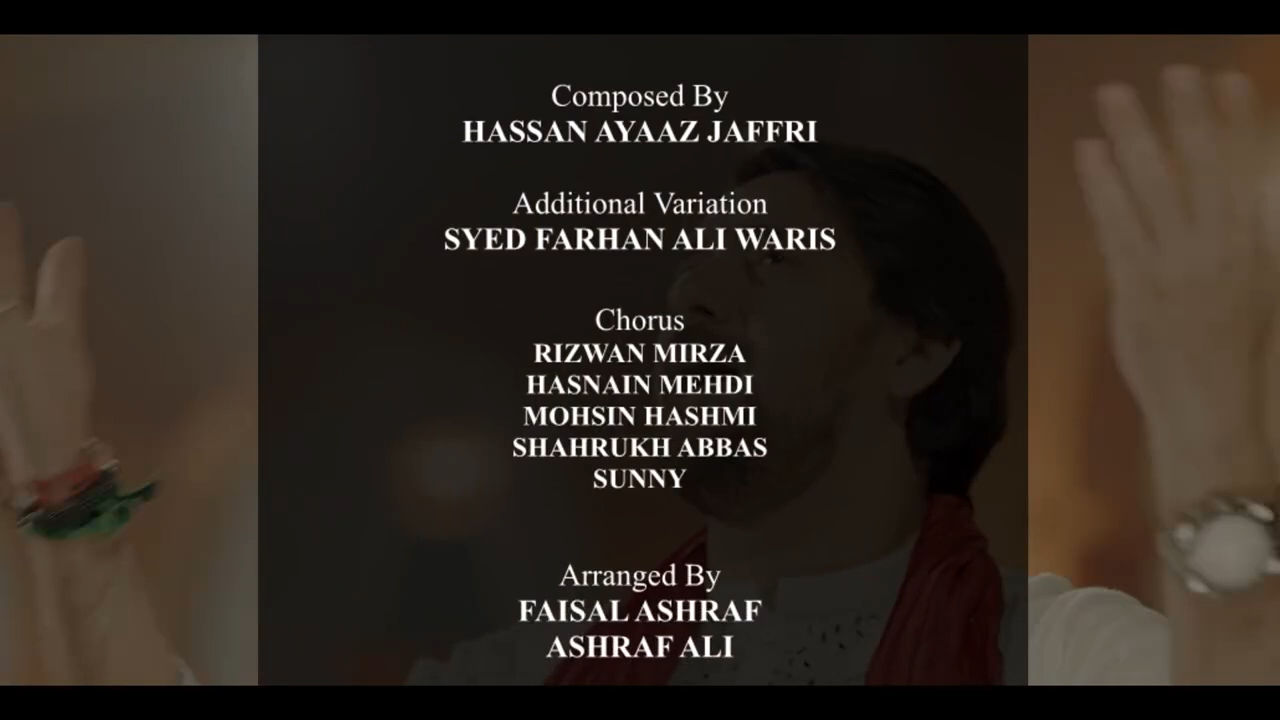 Composed By
HASSAN AYAAZ JAFFRI
Additional Variation
SYED FARHAN ALI WARIS
Chorus
RIZWAN MIRZA
HASNAIN MEHDI
MOHSIN HASHMI
SHAHRUKH ABBAS
SUNNY
Arranged By
FAISAL ASHRAF
ASHRAF ALI